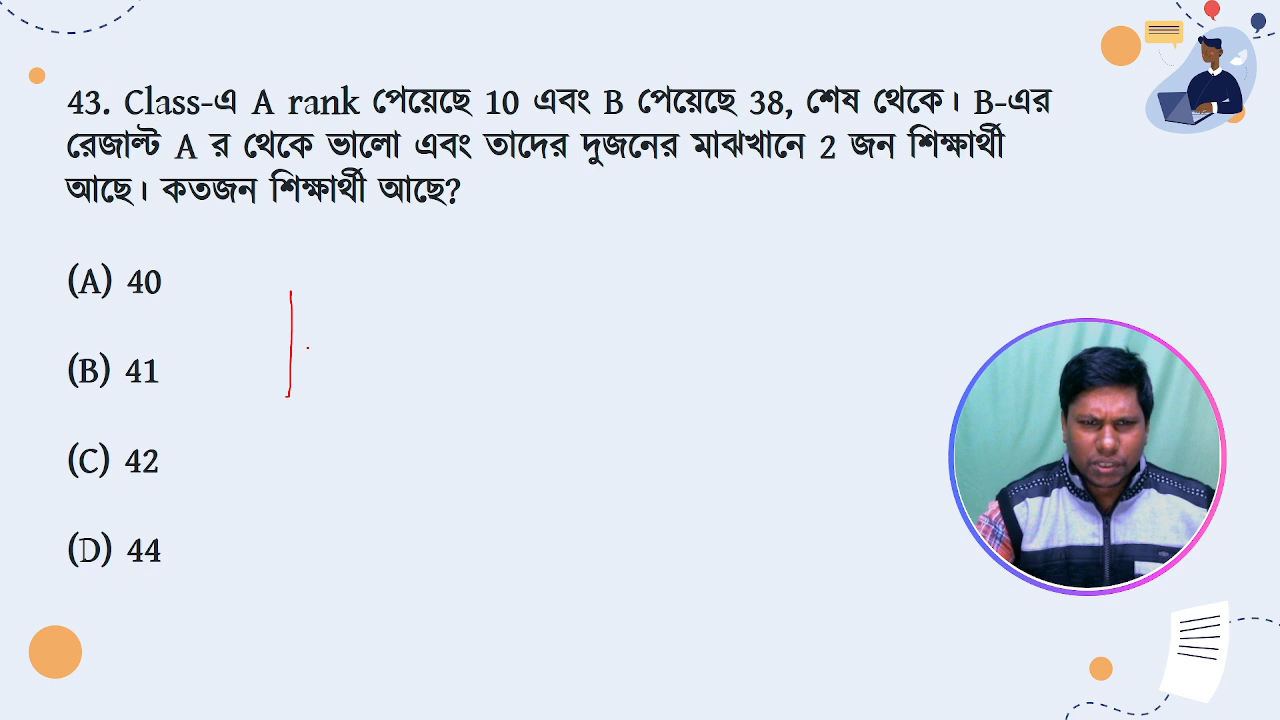 43. Class-এ A rank পেয়েছে 10 এবং B পেয়েছে 38, শেষ থেকে। B-এর
রেজাল্ট A র থেকে ভালো এবং তাদের দুজনের মাঝখানে 2 জন শিক্ষার্থী
আছে। কতজন শিক্ষার্থী আছে?
(A) 40
(B) 41
(C) 42
(D) 44